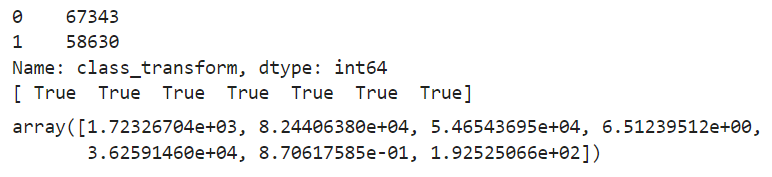 0    67343
1    58630
Name: class_transform, dtype: int64
[ True  True  True  True  True  True  True]
array([1.72326704e+03, 8.24406380e+04, 5.46543695e+04, 6.51239512e+00,
       3.62591460e+04, 8.70617585e-01, 1.92525066e+02])